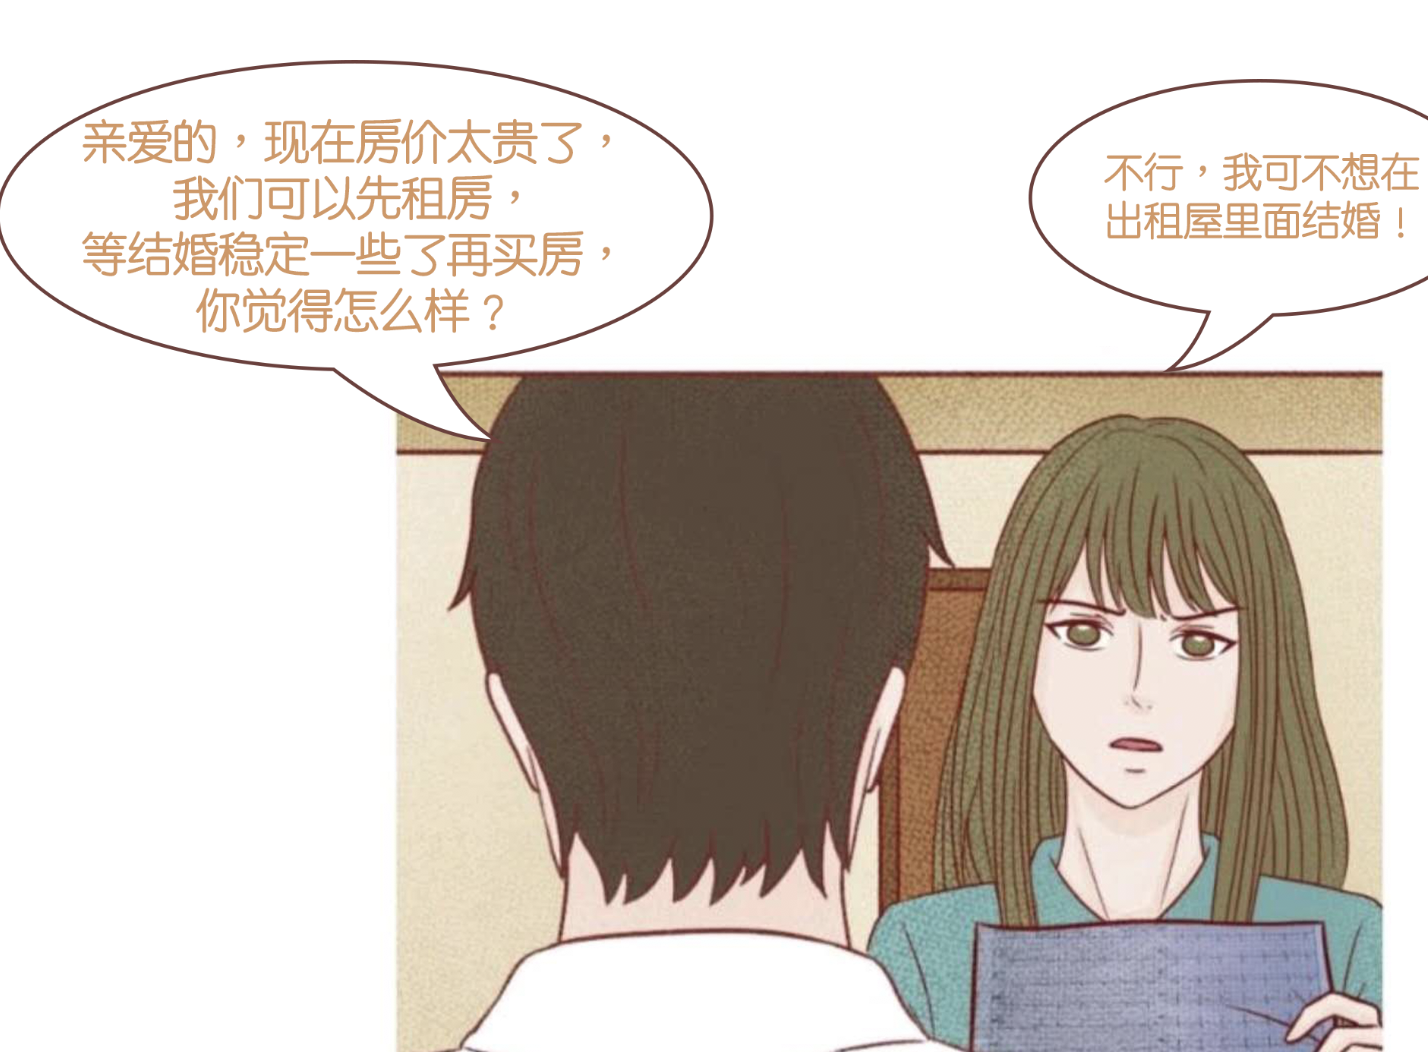 亲爱的，现在房价太贵了，
我们可以先租房，
等结婚稳定一些了再买房，
你觉得怎么样？
不行，我可不想在
出租屋里面结婚！